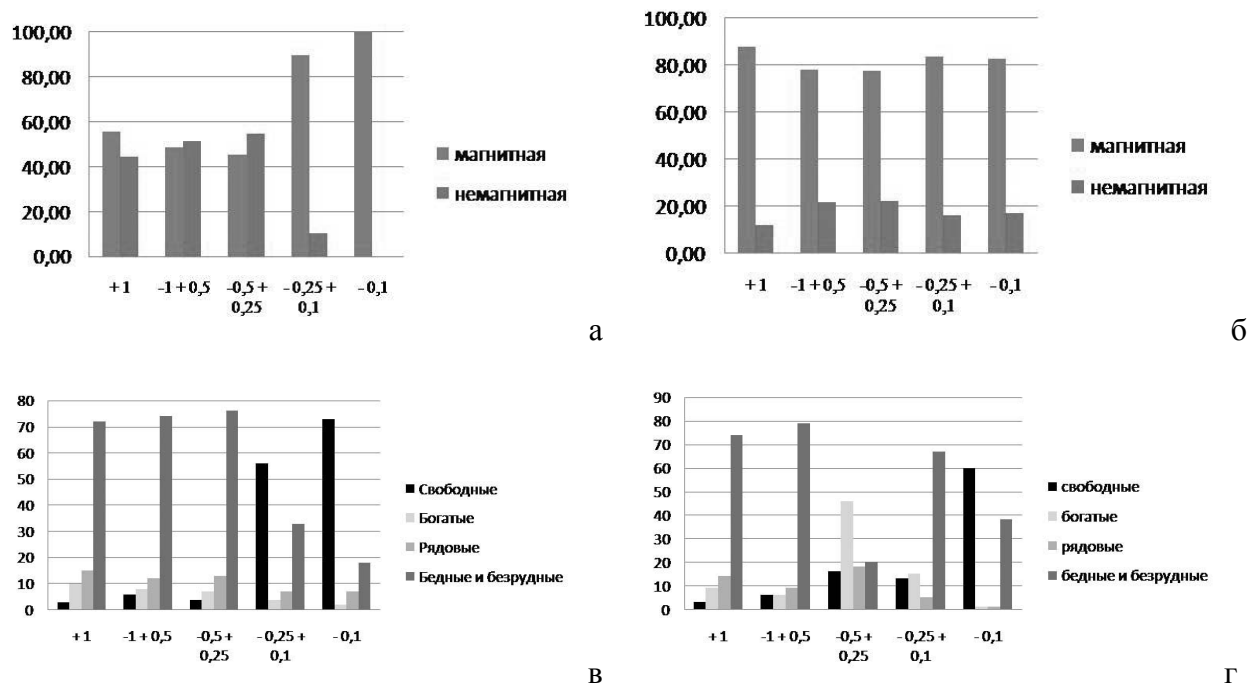 100,00
80,00
60,00
40,00
20,00
0,00
+ 1
-1 + 0,5
-0,5 +
0,25
- 0,25 +
0,1
- 0,1
магнитная
немагнитная
а
100,00
80,00
60,00
40,00
20,00
0,00
+ 1
-1 + 0,5
-0,5 +
0,25
- 0,25 +
0,1
- 0,1
магнитная
немагнитная
б
80
70
60
50
40
30
20
10
0
+ 1
-1 + 0,5
-0,5 +
0,25
- 0,25 +
0,1
- 0,1
Свободные
Богатые
Рядовые
Бедные и безрудные
в
90
80
70
60
50
40
30
20
10
0
+ 1
-1 + 0,5
-0,5 +
0,25
- 0,25 +
0,1
- 0,1
свободные
богатые
рядовые
бедные и безрудные
г